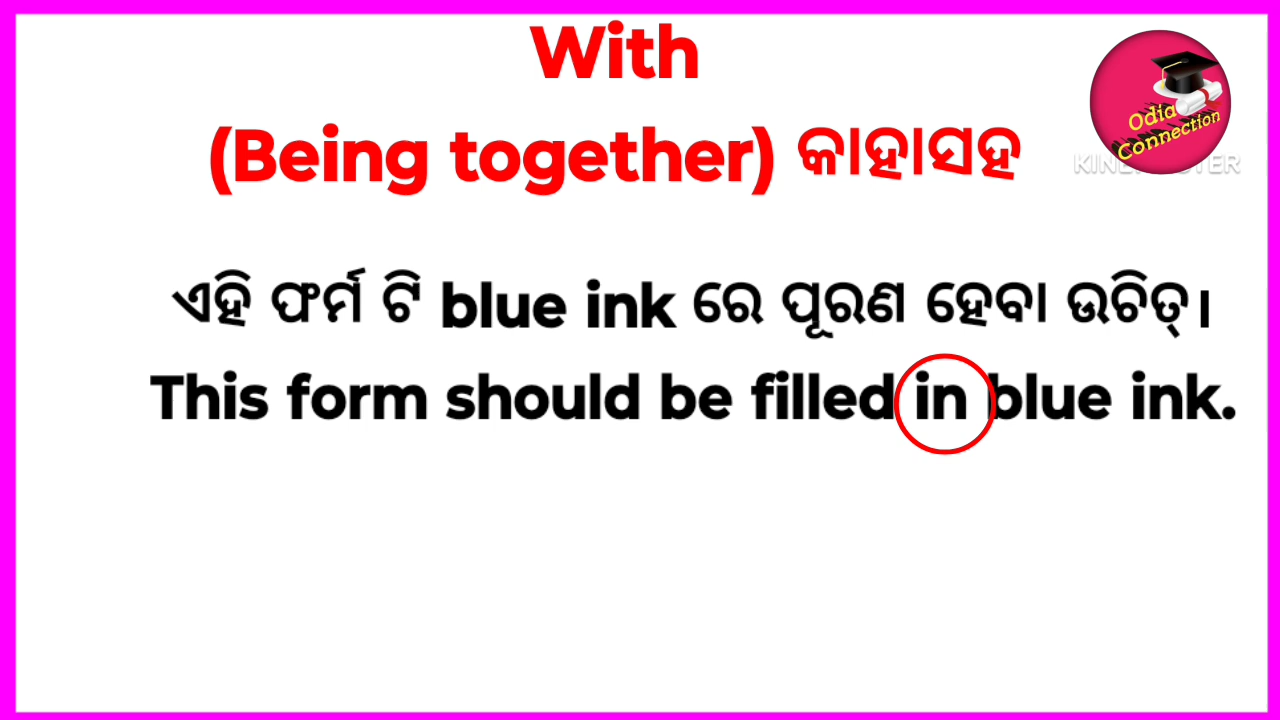 With
(Being together) କାହାସହ
Odia
Connection
ଏହି ଫର୍ମ ଟି blue ink ରେ ପୂରଣ ହେବା ଉଚିତ୍।
This form should be filled in blue ink.